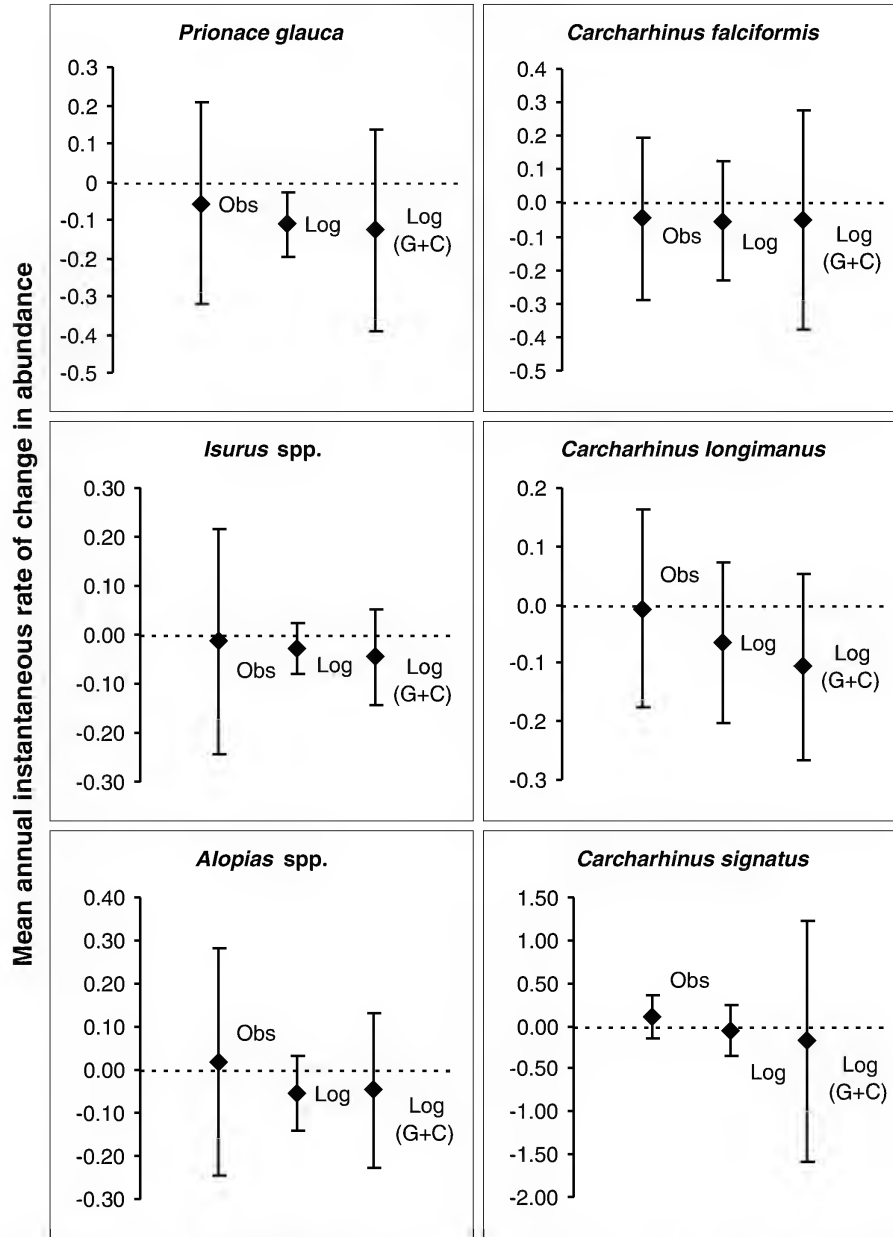 Mean annual instantaneous rate of change in abundance
Prionace glauca
0.3
0.2
0.1
0
-0.1
-0.2
-0.3
-0.4
-0.5
Obs
Log
Log
(G+C)
Carcharhinus falciformis
0.4
0.3
0.2
0.1
0.0
-0.1
-0.2
-0.3
-0.4
-0.5
Obs
Log
Log
(G+C)
Isurus spp.
0.30
0.20
0.10
0.00
-0.10
-0.20
-0.30
Obs
Log
Log
(G+C)
Carcharhinus longimanus
0.2
0.1
0.0
-0.1
-0.2
-0.3
Obs
Log
Log
(G+C)
Alopias spp.
0.40
0.30
0.20
0.10
0.00
-0.10
-0.20
-0.30
Obs
Log
Log
(G+C)
Carcharhinus signatus
1.50
1.00
0.50
0.00
-0.50
-1.00
-1.50
-2.00
Obs
Log
Log
(G+C)